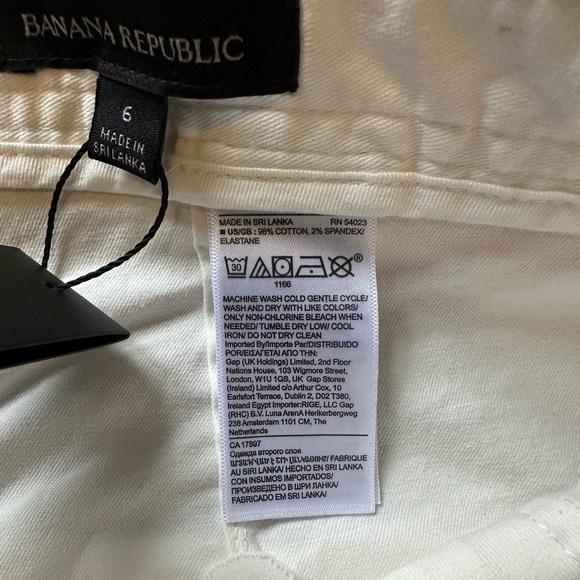 BANANA REPUBLIC
6
MADE IN
SRI LANKA
MADE IN SRI LANKA RN 54023
US/GB : 98% COTTON, 2% SPANDEX/
ELASTANE
30
1166
MACHINE WASH COLD GENTLE CYCLE/
WASH AND DRY WITH LIKE COLORS/
ONLY NON-CHLORINE BLEACH WHEN
NEEDED/TUMBLE DRY LOW/ COOL
IRON/ DO NOT DRY CLEAN
Imported By/Importe Par/DISTRIBUIDO
POR/ΕΙΣΑΓΕΤΑΙ ΑΠΟ ΤΗΝ:
Gap (UK Holdings) Limited, 2nd Floor
Nations House, 103 Wigmore Street,
London, W1U 1QS, UK Gap Stores
(Ireland) Limited c/o Arthur Cox, 10
Earlsfort Terrace, Dublin 2, D02 T380,
Ireland Egypt Importer:RIGE, LLC Gap
(RHC) B.V. Luna ArenA Herikerbergweg
238 Amsterdam 1101 CM, The
Netherlands
CA 17897
Одежда второго слоя
FABRIQUE
AU SRI LANKA/ HECHO EN SRI LANKA
CON INSUMOS IMPORTADOS/
ПРОИЗВЕДЕНО В ШРИ ЛАНКА/
FABRICADO EM SRI LANKA/